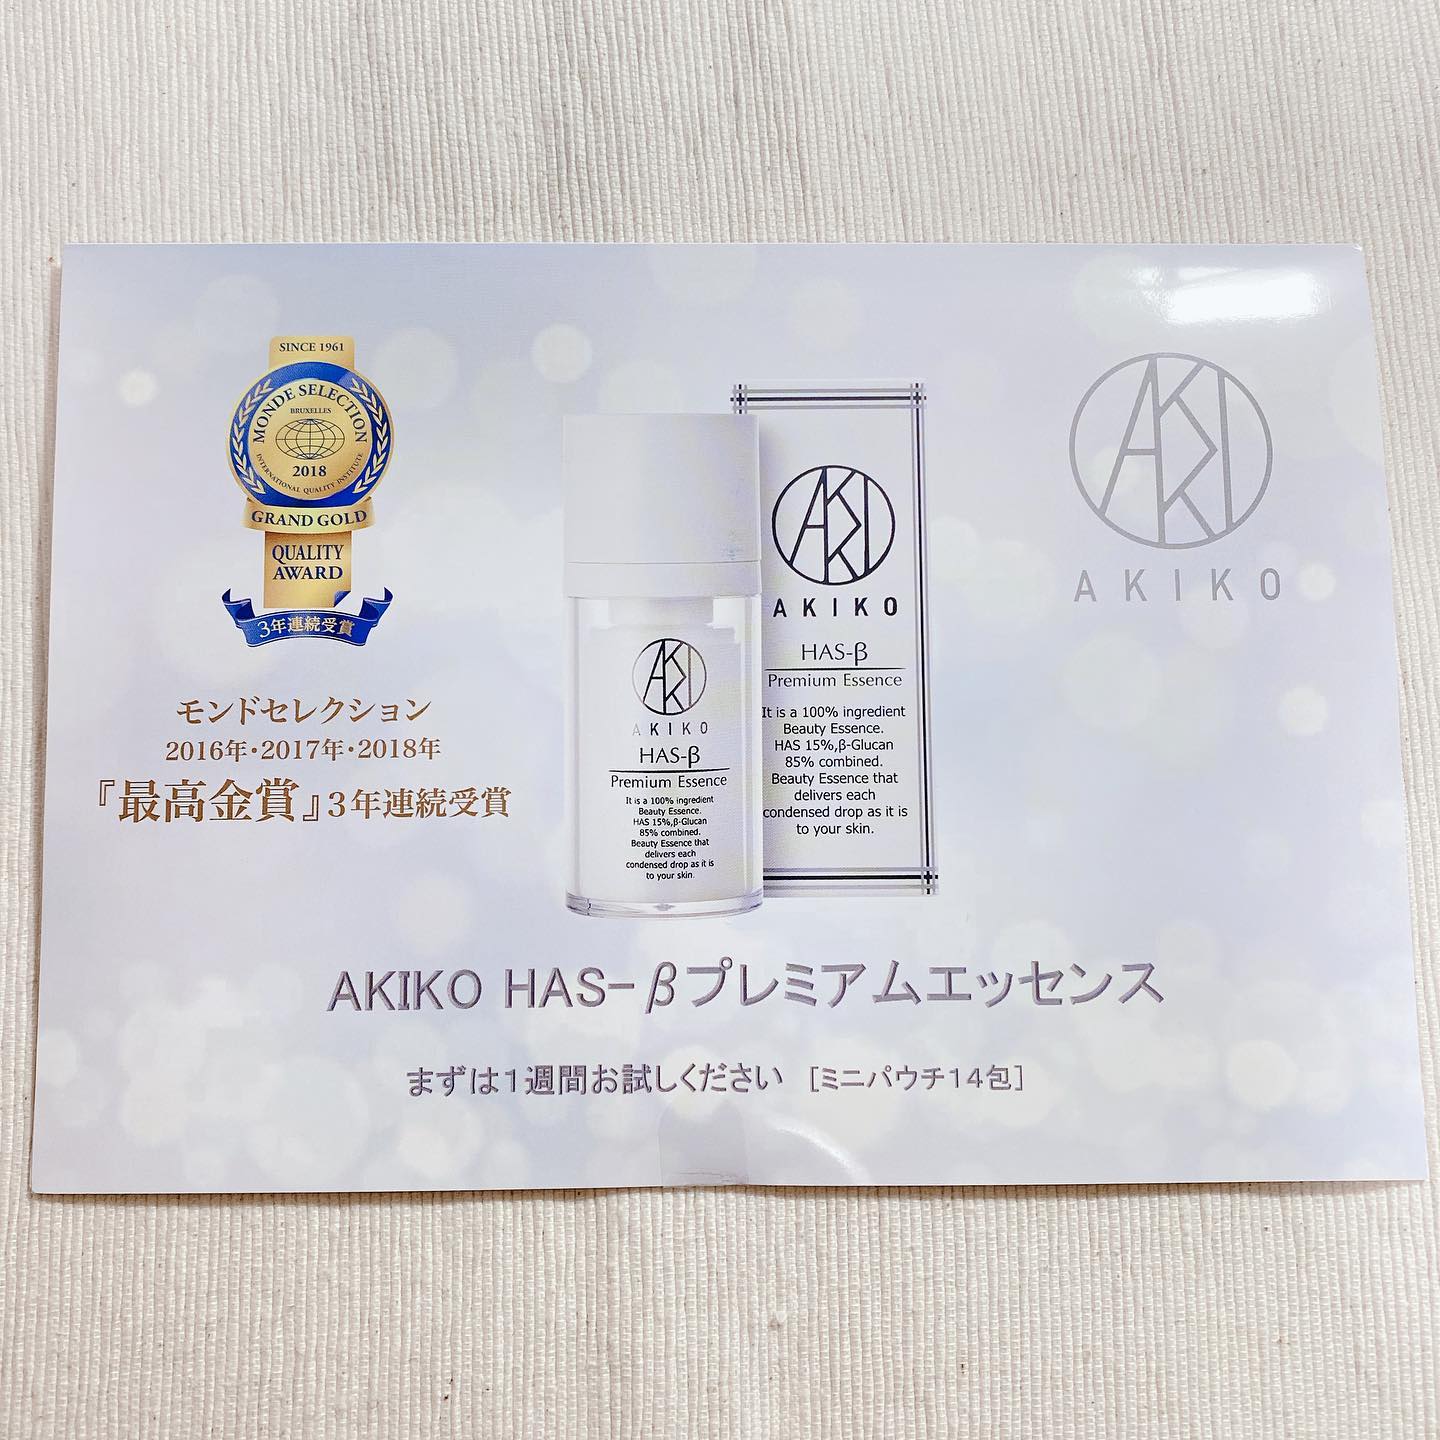 SINCE 1961
MONDE SELECTION
BRUXELLES
2018
INTERNATIONAL QUALITY INSTITUTE
GRAND GOLD
QUALITY
AWARD
3年連続受賞
モンドセレクション
2016年・2017年・2018年
『最高金賞』3年連続受賞
AKIKO
HAS-β
Premium Essence
It is a 100% ingredient
Beauty Essence.
HAS 15%,β-Glucan
85% combined.
Beauty Essence that
delivers each
condensed drop as it is
to your skin.
AKIKO
HAS-β
Premium Essence
It is a 100% ingredient
Beauty Essence.
HAS 15%,β-Glucan
85% combined.
Beauty Essence that
delivers each
condensed drop as it is
to your skin.
AKI
AKIKO
AKIKO HAS-βプレミアムエッセンス
まずは1週間お試しください [ミニパウチ14包]